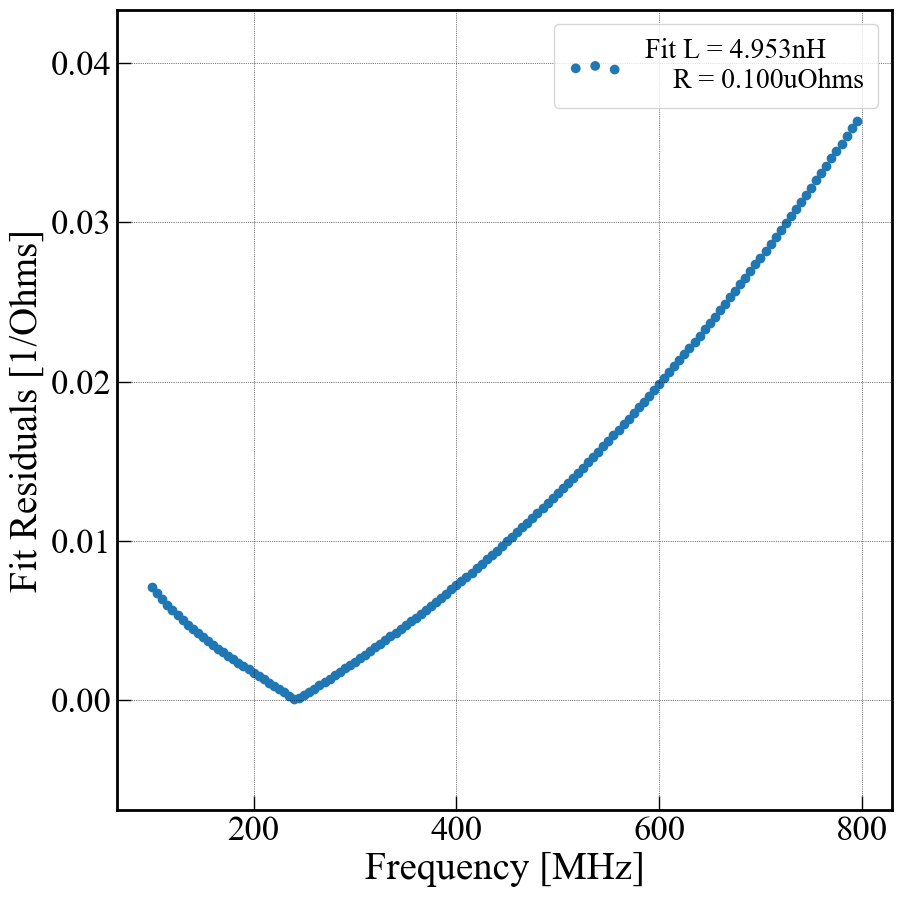 Fit L = 4.953nH
R = 0.100uOhms
0.04
0.03
0.02
0.01
0.00
Fit Residuals [1/Ohms]
200 400 600 800
Frequency [MHz]